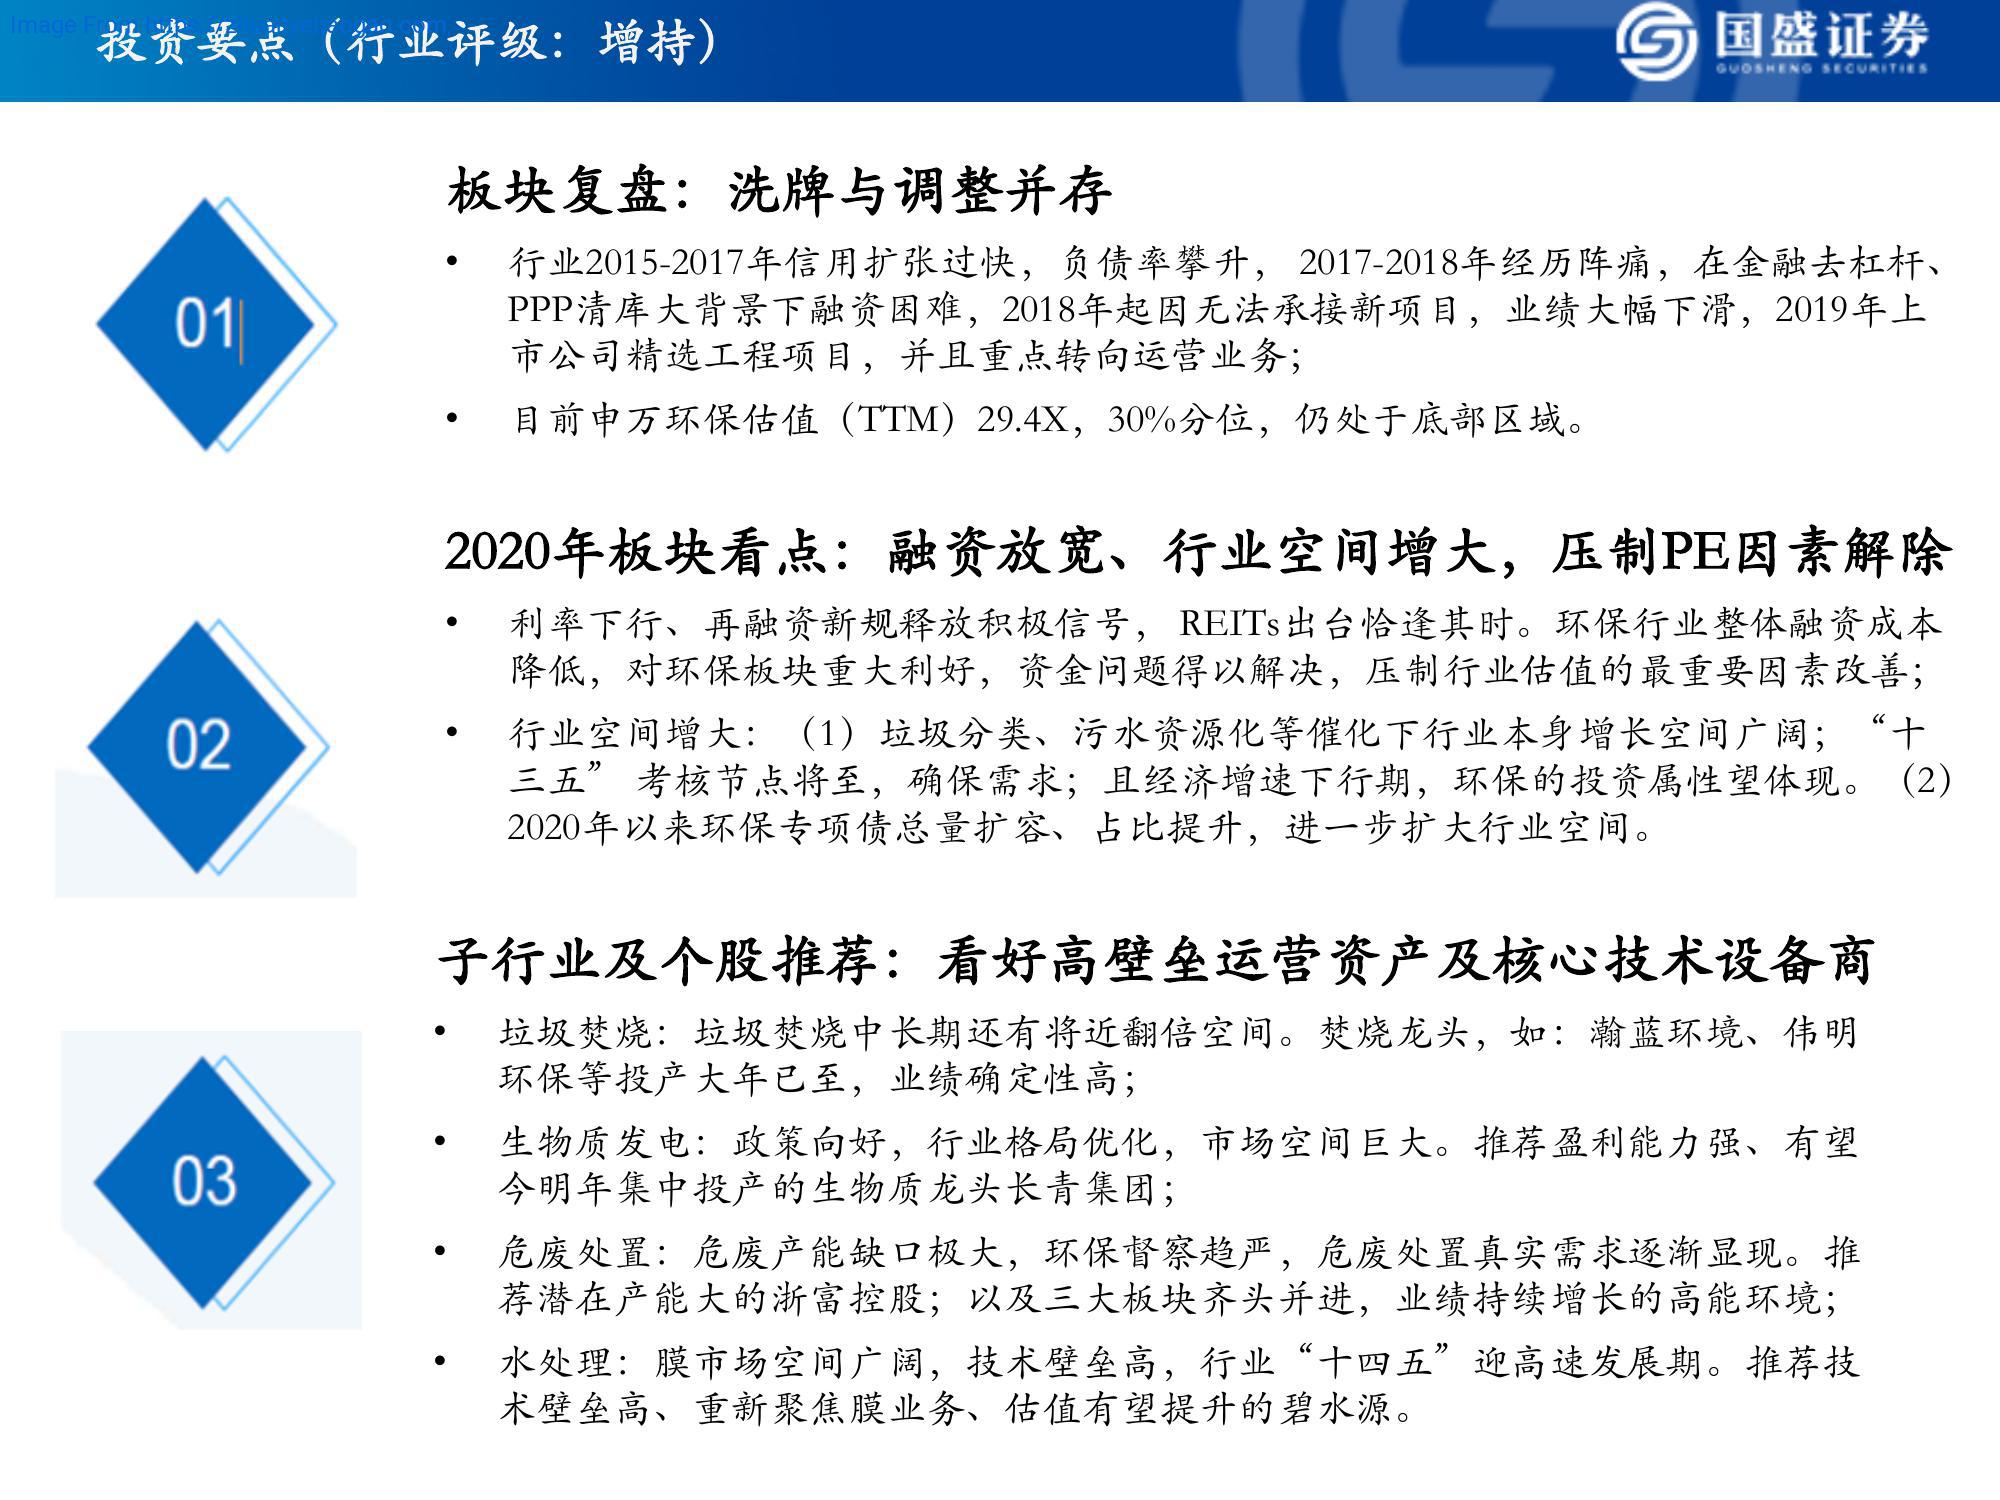 投资要点（行业评级：增持）
国盛证券
GUOSHENG SECURITIES
板块复盘：洗牌与调整并存
01
• 行业2015-2017年信用扩张过快，负债率攀升， 2017-2018年经历阵痛，在金融去杠杆、
PPP清库大背景下融资困难，2018年起因无法承接新项目，业绩大幅下滑，2019年上
市公司精选工程项目，并且重点转向运营业务；
• 目前申万环保估值（TTM）29.4X，30%分位，仍处于底部区域。
2020年板块看点：融资放宽、行业空间增大，压制PE因素解除
02
• 利率下行、再融资新规释放积极信号， REITs出台恰逢其时。环保行业整体融资成本
降低，对环保板块重大利好，资金问题得以解决，压制行业估值的最重要因素改善；
• 行业空间增大：（1）垃圾分类、污水资源化等催化下行业本身增长空间广阔；“十
三五” 考核节点将至，确保需求；且经济增速下行期，环保的投资属性望体现。（2）
2020年以来环保专项债总量扩容、占比提升，进一步扩大行业空间。
子行业及个股推荐：看好高壁垒运营资产及核心技术设备商
03
• 垃圾焚烧：垃圾焚烧中长期还有将近翻倍空间。焚烧龙头，如：瀚蓝环境、伟明
环保等投产大年已至，业绩确定性高；
• 生物质发电：政策向好，行业格局优化，市场空间巨大。推荐盈利能力强、有望
今明年集中投产的生物质龙头长青集团；
• 危废处置：危废产能缺口极大，环保督察趋严，危废处置真实需求逐渐显现。推
荐潜在产能大的浙富控股；以及三大板块齐头并进，业绩持续增长的高能环境；
• 水处理：膜市场空间广阔，技术壁垒高，行业“十四五”迎高速发展期。推荐技
术壁垒高、重新聚焦膜业务、估值有望提升的碧水源。